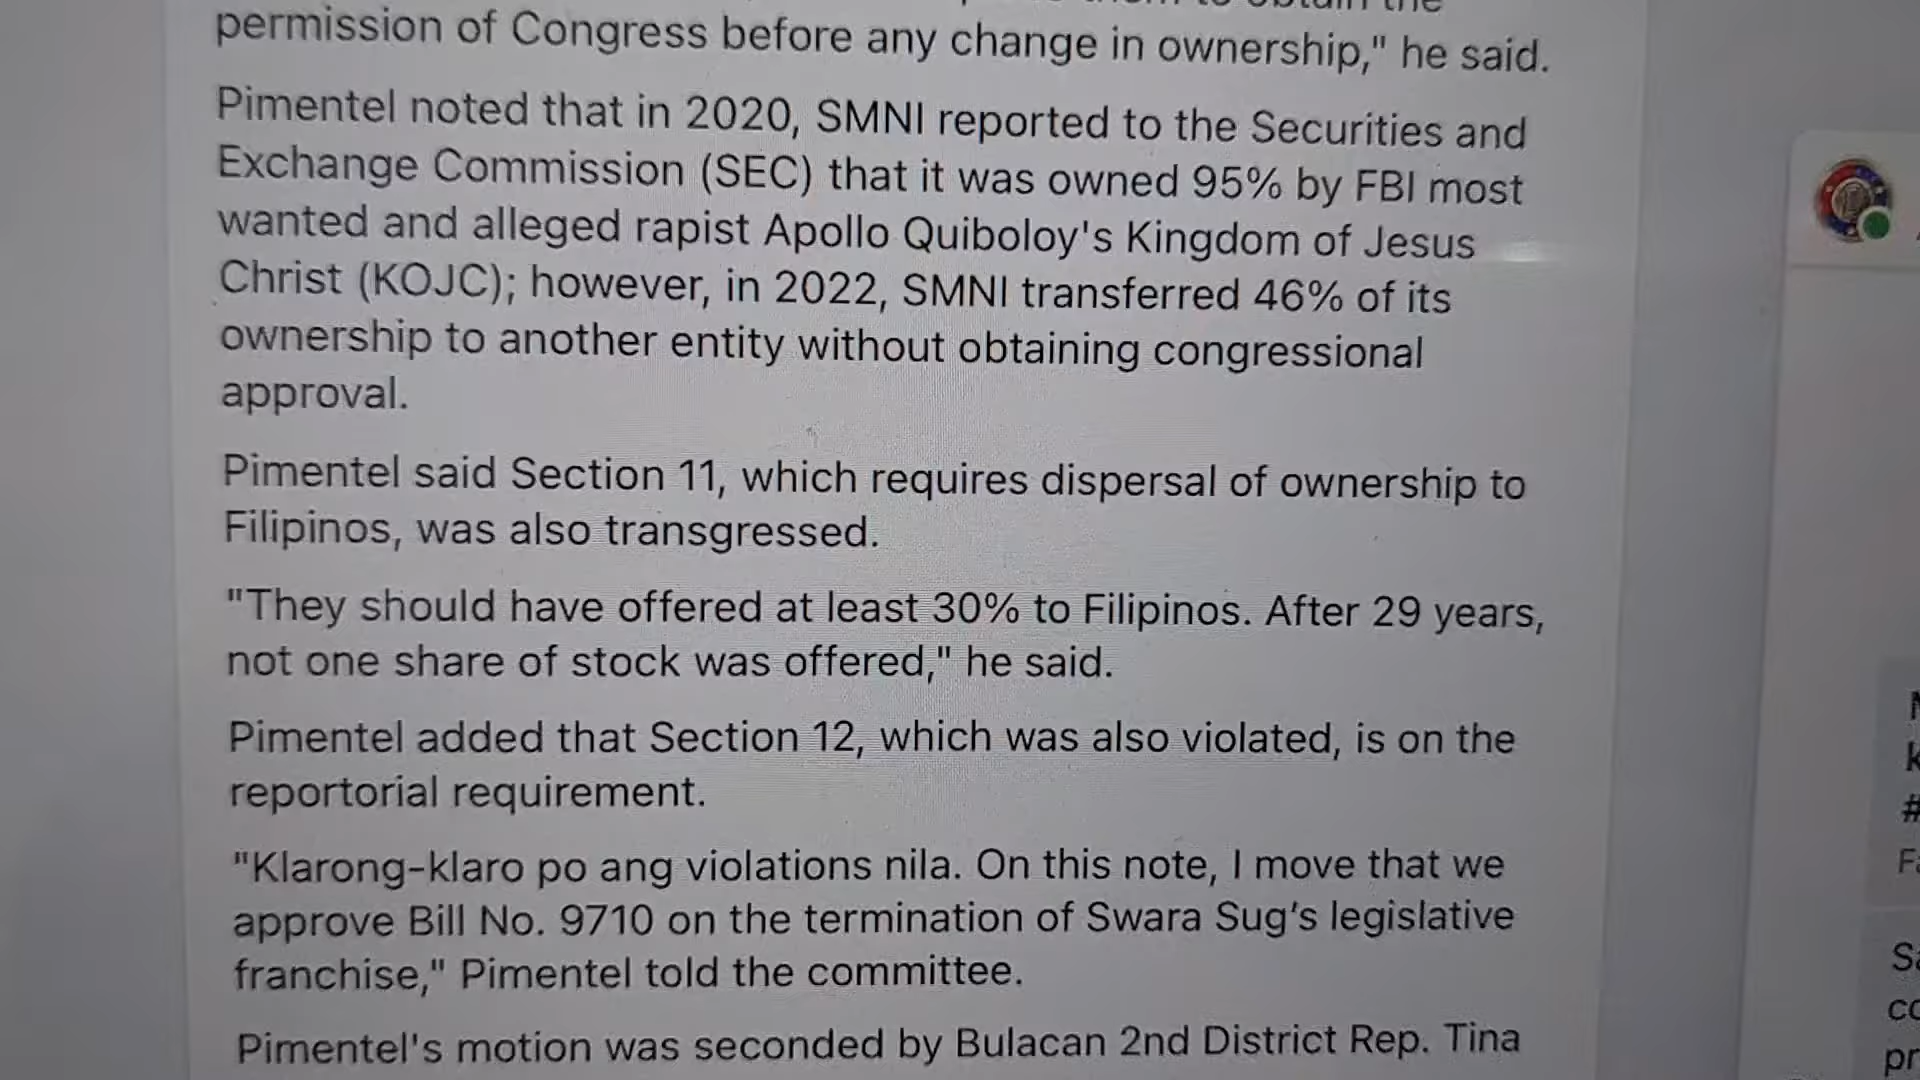 permission of Congress before any change in ownership," he said.
Pimentel noted that in 2020, SMNI reported to the Securities and
Exchange Commission (SEC) that it was owned 95% by FBI most
wanted and alleged rapist Apollo Quiboloy's Kingdom of Jesus
Christ (KOJC); however, in 2022, SMNI transferred 46% of its
ownership to another entity without obtaining congressional
approval.
Pimentel said Section 11, which requires dispersal of ownership to
Filipinos, was also transgressed.
"They should have offered at least 30% to Filipinos. After 29 years,
not one share of stock was offered," he said.
Pimentel added that Section 12, which was also violated, is on the
reportorial requirement.
"Klarong-klaro po ang violations nila. On this note, I move that we
approve Bill No. 9710 on the termination of Swara Sug's legislative
franchise," Pimentel told the committee.
Pimentel's motion was seconded by Bulacan 2nd District Rep. Tina